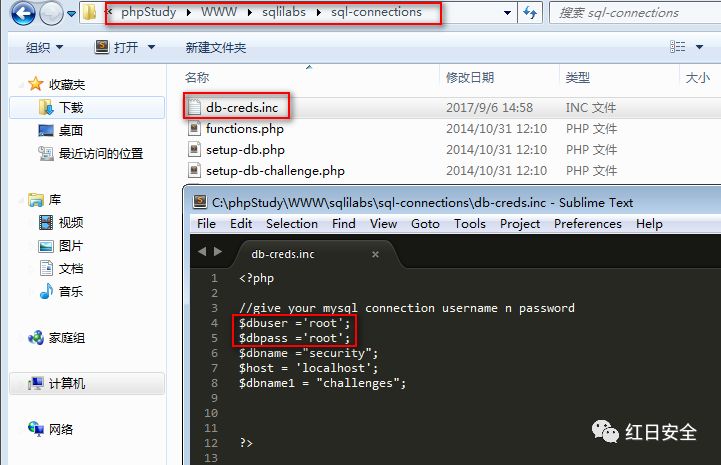 « phpStudy ▸ WWW ▸ sqlilabs ▸ sql-connections
搜索 sql-connections
组织 打开 新建文件夹
名称 修改日期 类型 大小
收藏夹
下载
桌面
最近访问的位置
库
视频
图片
文档
音乐
家庭组
计算机
网络
db-creds.inc 2017/9/6 14:58 INC 文件
functions.php 2014/10/31 12:10 PHP 文件
setup-db.php 2014/10/31 12:10 PHP 文件
setup-db-challenge.php 2014/10/31 12:10 PHP 文件
C:\phpStudy\WWW\sqlilabs\sql-connections\db-creds.inc - Sublime Text
File Edit Selection Find View Goto Tools Project Preferences Help
db-creds.inc ×
1 <?php
2
3 //give your mysql connection username n password
4 $dbuser ='root';
5 $dbpass ='root';
6 $dbname ="security";
7 $host = 'localhost';
8 $dbname1 = "challenges";
9
10
11
12 ?>
13
红日安全